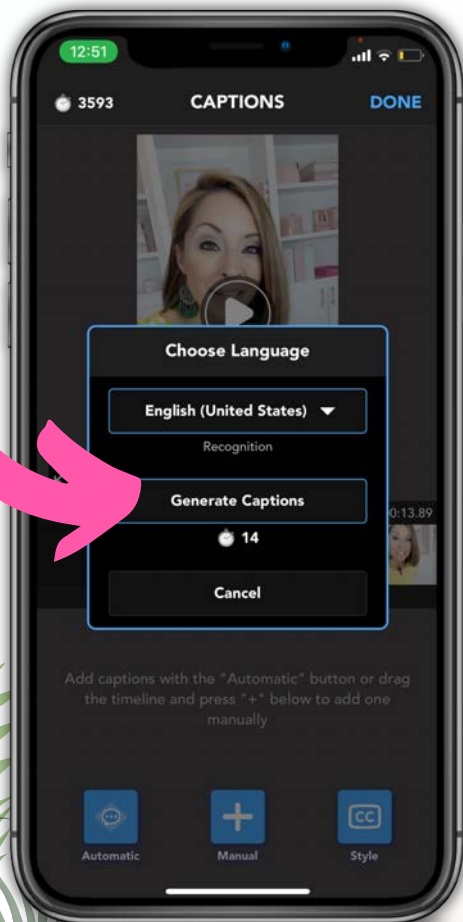 12:51
3593 CAPTIONS DONE
Choose Language
English (United States)
Recognition
Generate Captions
14
Cancel
0:13.89
Add captions with the "Automatic" button or drag
the timeline and press "+" below to add one
manually
CC
Automatic Manual Style